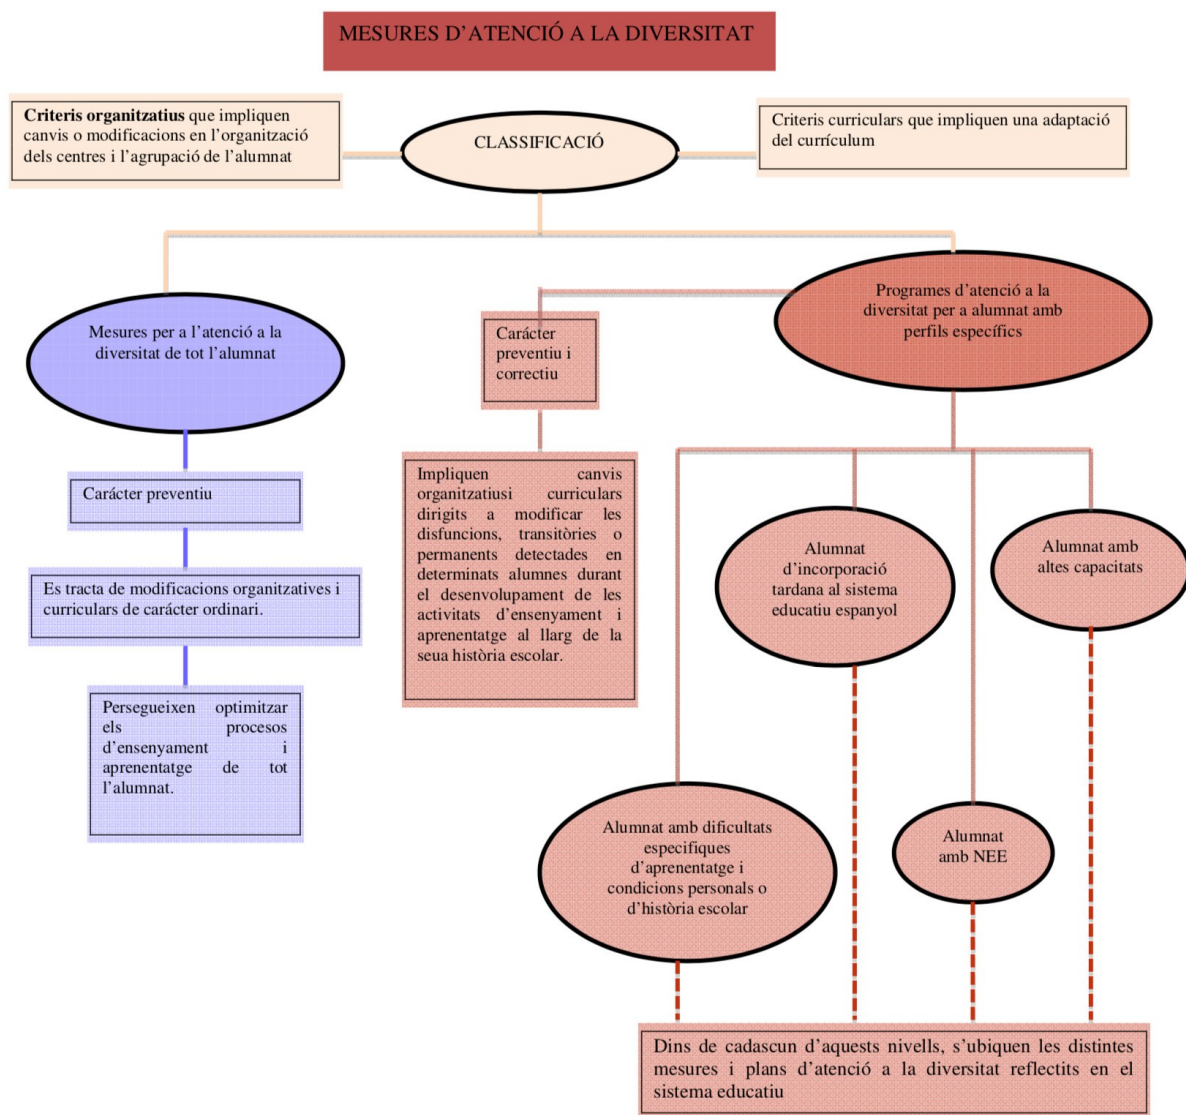 MESURES D'ATENCIÓ A LA DIVERSITAT
Criteris organitzatius que impliquen
canvis o modificacions en l'organització
dels centres i l'agrupació de l'alumnat
CLASSIFICACIÓ
Criteris curriculars que impliquen una adaptació
del currículum
Mesures per a l'atenció a la
diversitat de tot l'alumnat
Programes d'atenció a la
diversitat per a alumnat amb
perfils específics
Carácter
preventiu i
correctiu
Carácter preventiu
Es tracta de modificacions organitzatives i
curriculars de carácter ordinari.
Persegueixen optimitzar
els procesos
d'ensenyament i
aprenentatge de tot
l'alumnat.
Impliquen canvis
organitzatiusi curriculars
dirigits a modificar les
disfuncions, transitòries o
permanents detectades en
determinats alumnes durant
el desenvolupament de les
activitats d'ensenyament i
aprenentatge al llarg de la
seua història escolar.
Alumnat
d'incorporació
tardana al sistema
educatiu espanyol
Alumnat amb
altes capacitats
Alumnat amb dificultats
especifiques
d'aprenentatge i
condicions personals o
d'història escolar
Alumnat
amb NEE
Dins de cadascun d'aquests nivells, s'ubiquen les distintes
mesures i plans d'atenció a la diversitat reflectits en el
sistema educatiu